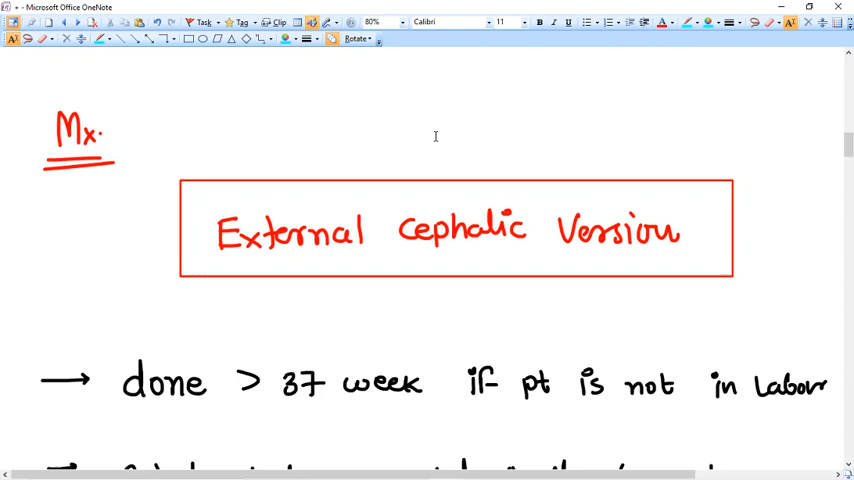 + - Microsoft Office OneNote
Task Tag Clip 80% Calibri 11 B I U A A
A Rotate
Mx.
External Cephalic Version
→ done > 37 week if pt is not in labour